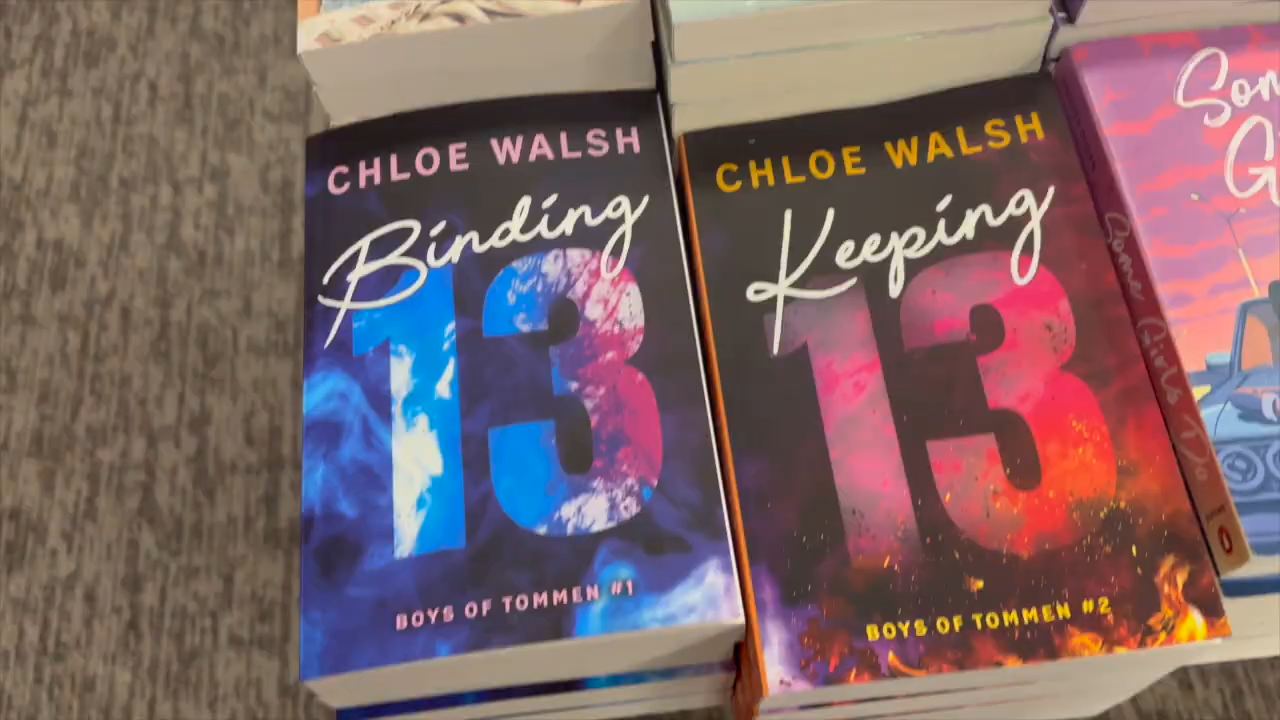 CHLOE WALSH
Binding
13
BOYS OF TOMMEN #1
CHLOE WALSH
Keeping
13
BOYS OF TOMMEN #2
Some Girls Do